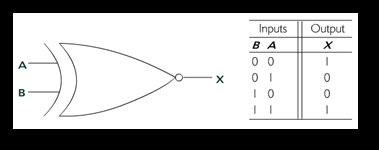 A
B
X
Inputs Output
B A X
0 0 1
0 1 0
1 0 0
1 1 1